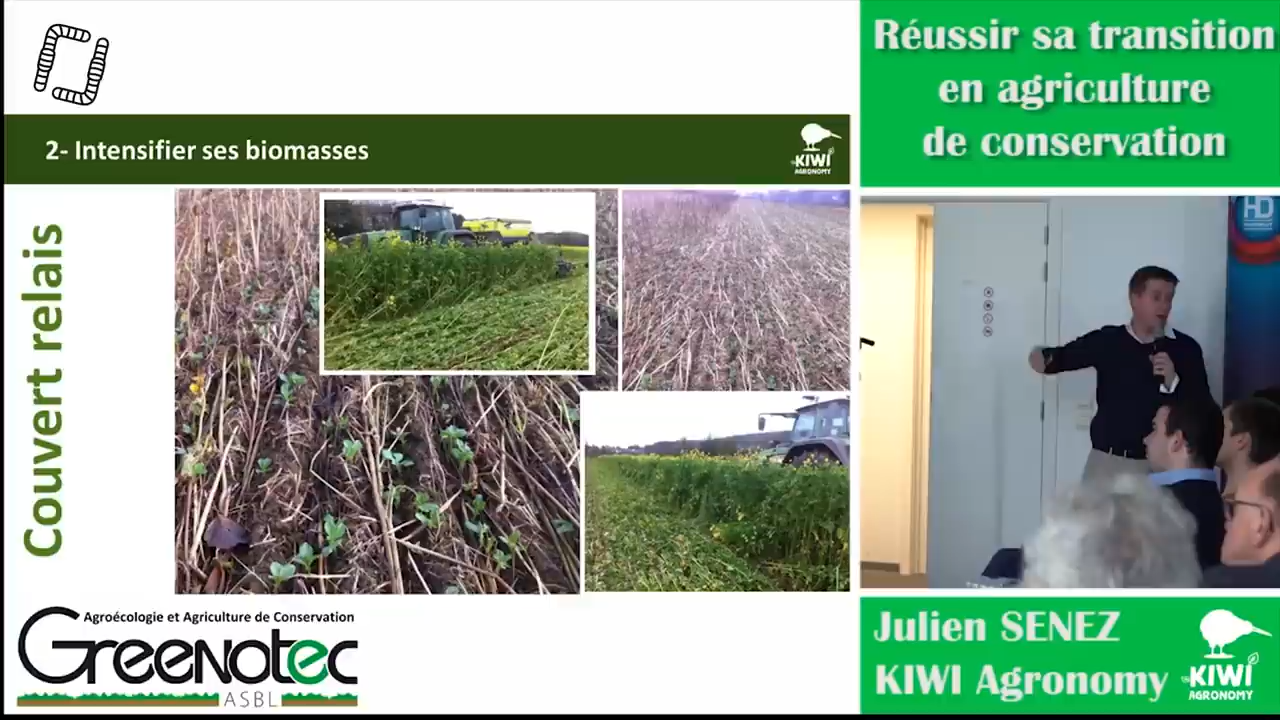 2- Intensifier ses biomasses
KIWI
AGRONOMY
Couvert relais
Agroécologie et Agriculture de Conservation
Greenotec
ASBL
Réussir sa transition
en agriculture
de conservation
HD
Julien SENEZ
KIWI Agronomy
KIWI
AGRONOMY